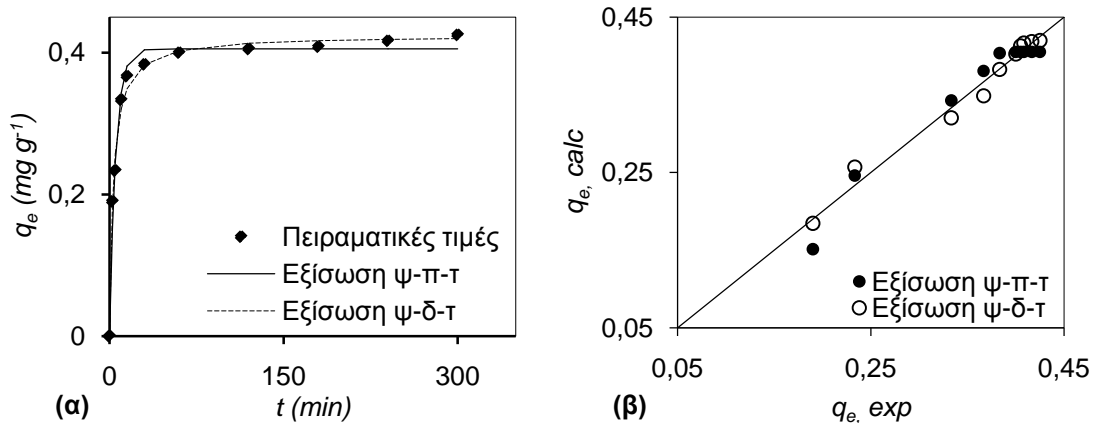 0,4
0,2
0
q_e (mg g⁻¹)
Πειραματικές τιμές
Εξίσωση ψ-π-τ
Εξίσωση ψ-δ-τ
0
150
300
(α)
t (min)
0,45
0,25
0,05
q_e, calc
Εξίσωση ψ-π-τ
Εξίσωση ψ-δ-τ
0,05
0,25
0,45
(β)
q_e, exp